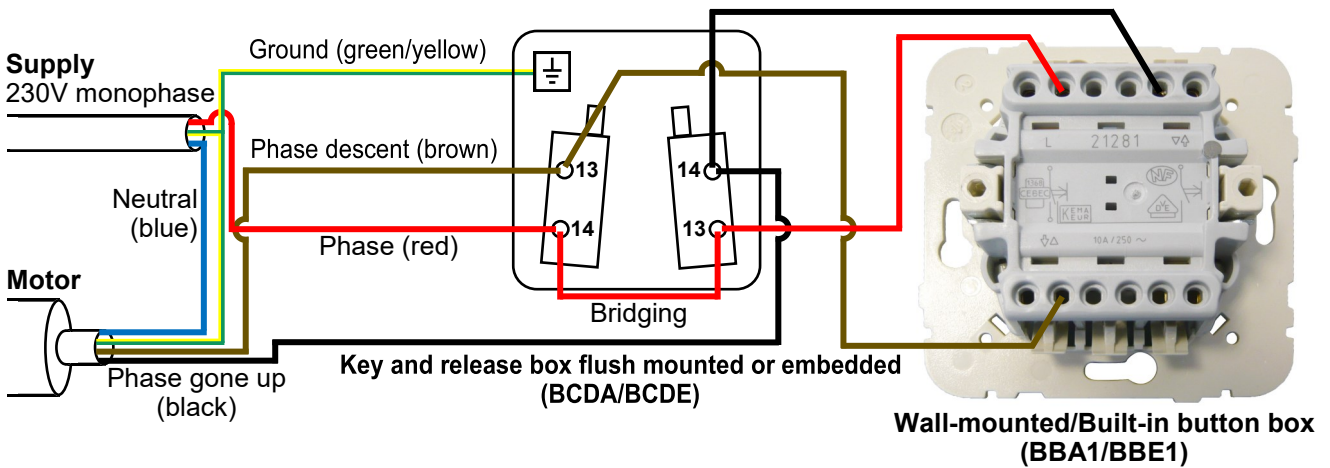 Ground (green/yellow)
Supply
230V monophase
Phase descent (brown)
13
14
14
13
Neutral
(blue)
Phase (red)
Motor
Bridging
Phase gone up
(black)
Key and release box flush mounted or embedded
(BCDA/BCDE)
L 21281
KEMA
KEUR
10A / 250 ~
Wall-mounted/Built-in button box
(BBA1/BBE1)